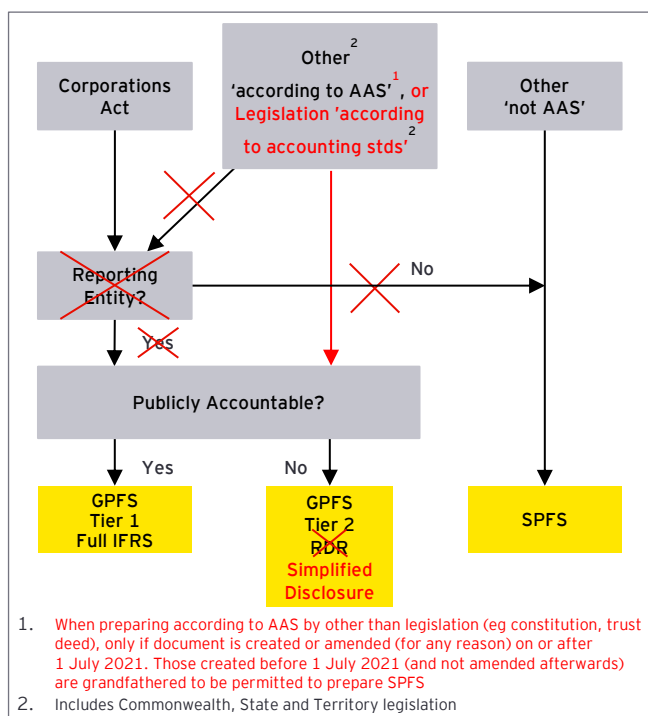 Corporations
Act
Other²
‘according to AAS’¹, or
Legislation ’according
to accounting stds’²
Other
‘not AAS’
Reporting
Entity?
No
Yes
Publicly Accountable?
Yes
No
GPFS
Tier 1
Full IFRS
GPFS
Tier 2
RDR
Simplified
Disclosure
SPFS
1. When preparing according to AAS by other than legislation (eg constitution, trust
deed), only if document is created or amended (for any reason) on or after
1 July 2021. Those created before 1 July 2021 (and not amended afterwards)
are grandfathered to be permitted to prepare SPFS
2. Includes Commonwealth, State and Territory legislation